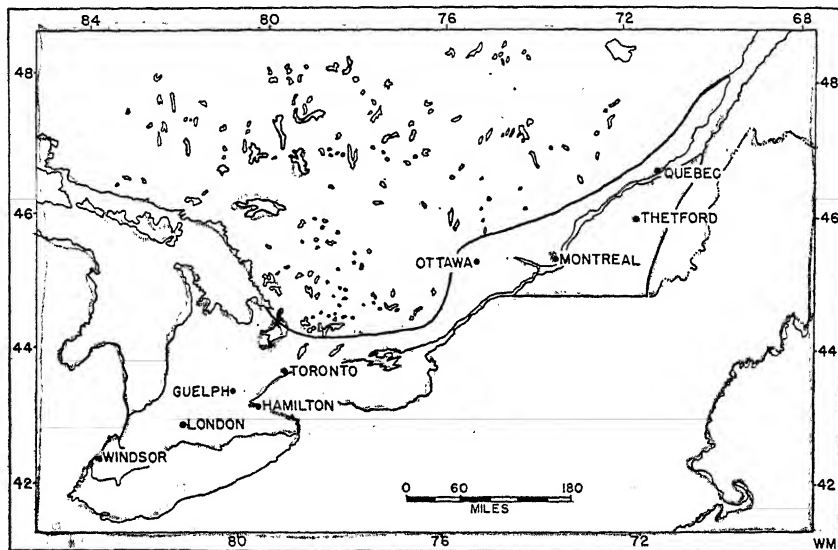 84 80 76 72 68
48 48
QUEBEC
46 46
THETFORD
OTTAWA MONTREAL
44 44
TORONTO
GUELPH
HAMILTON
LONDON
WINDSOR
42 42
0 60 180
MILES
80 76 72
WM